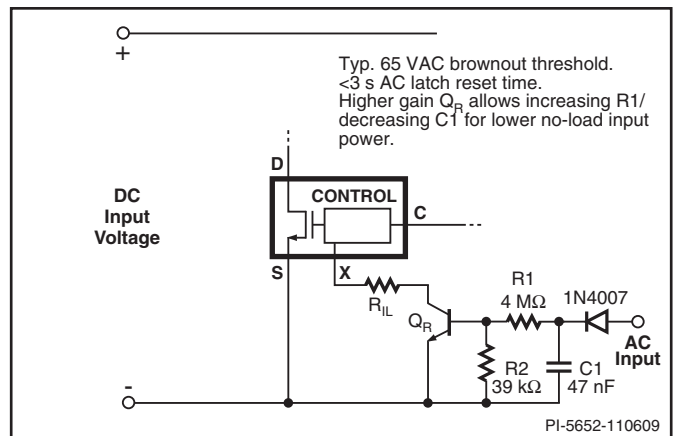 +
Typ. 65 VAC brownout threshold.
<3 s AC latch reset time.
Higher gain QR allows increasing R1/
decreasing C1 for lower no-load input
power.
D
DC
Input
Voltage
CONTROL
C
S
X
RIL
QR
R1
4 MΩ
1N4007
AC
Input
R2
39 kΩ
C1
47 nF
-
PI-5652-110609